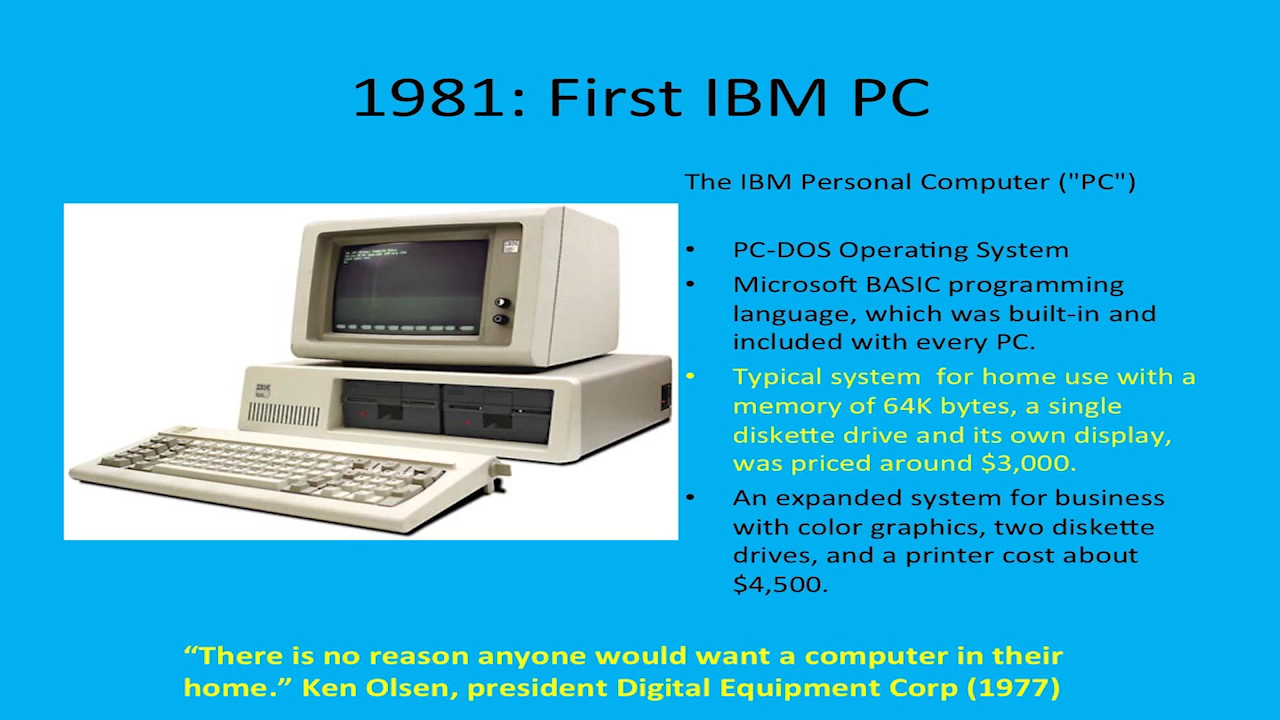 1981: First IBM PC
The IBM Personal Computer ("PC")
• PC-DOS Operating System
• Microsoft BASIC programming
language, which was built-in and
included with every PC.
• Typical system  for home use with a
memory of 64K bytes, a single
diskette drive and its own display,
was priced around $3,000.
• An expanded system for business
with color graphics, two diskette
drives, and a printer cost about
$4,500.
“There is no reason anyone would want a computer in their
home.” Ken Olsen, president Digital Equipment Corp (1977)